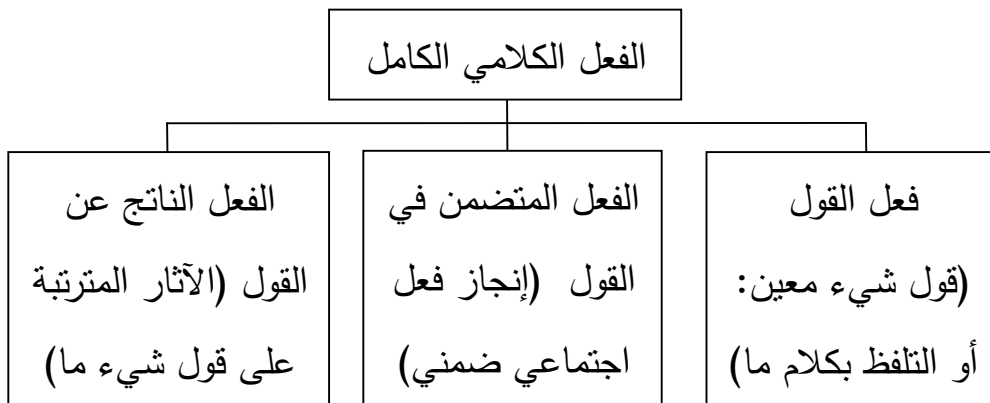 الفعل الكلامي الكامل
فعل القول
(قول شيء معين:
أو التلفظ بكلام ما)
الفعل المتضمن في
القول (إنجاز فعل
اجتماعي ضمني)
الفعل الناتج عن
القول (الآثار المترتبة
على قول شيء ما)